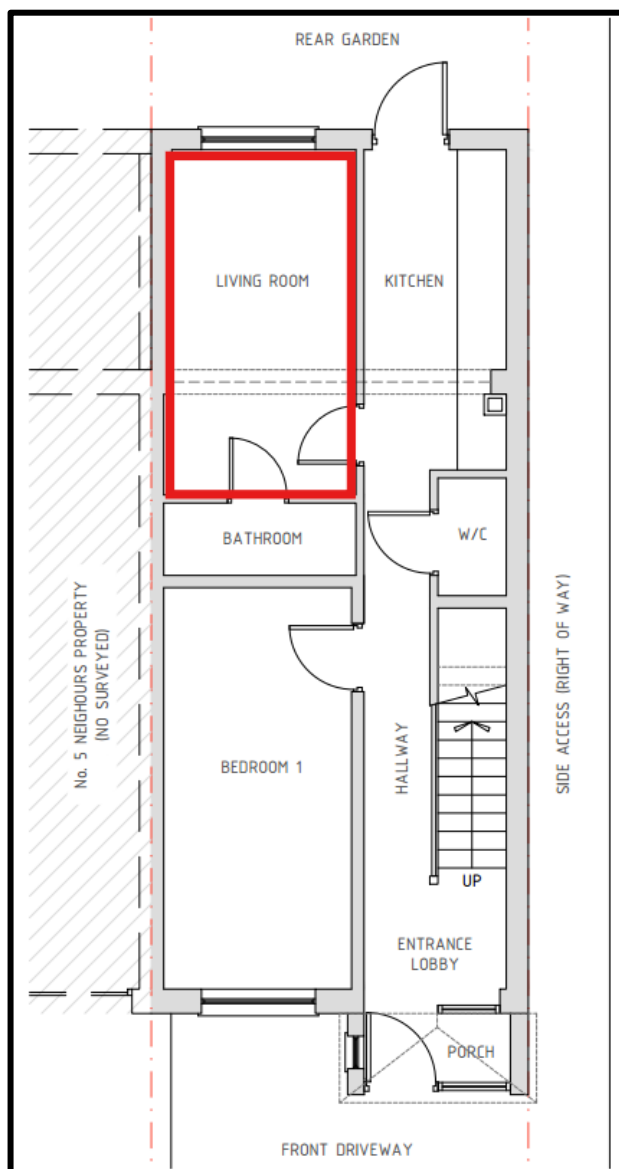 REAR GARDEN
LIVING ROOM
KITCHEN
BATHROOM
W/C
No. 5 NEIGHOURS PROPERTY
(NO SURVEYED)
SIDE ACCESS (RIGHT OF WAY)
BEDROOM 1
HALLWAY
UP
ENTRANCE
LOBBY
PORCH
FRONT DRIVEWAY